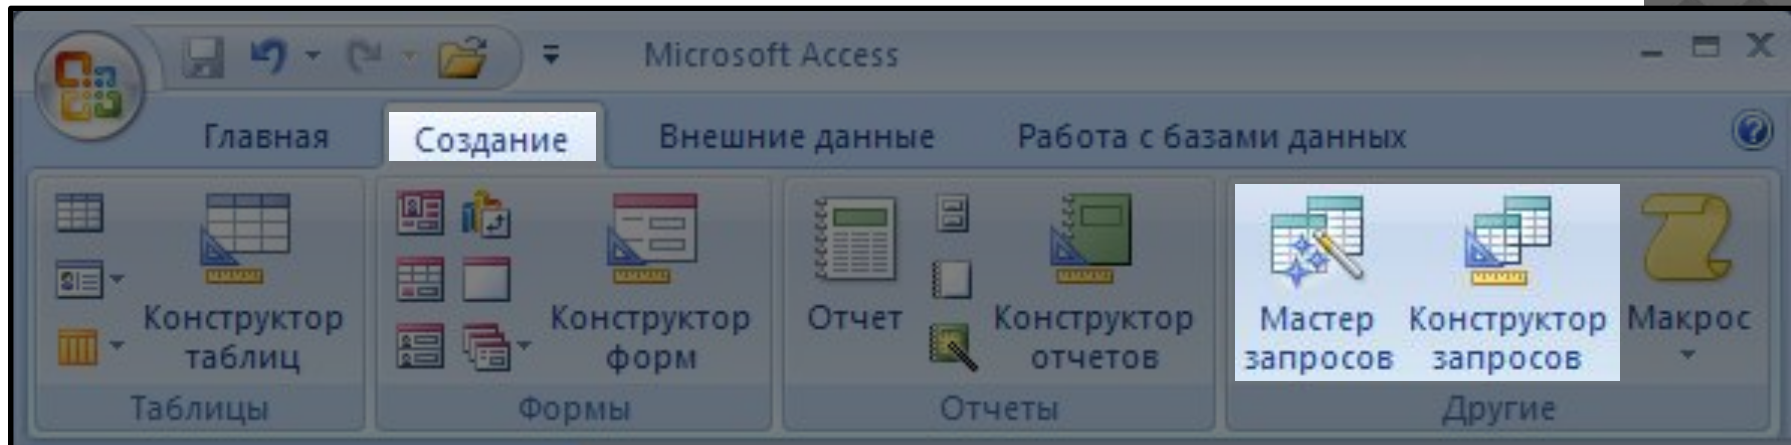 Microsoft Access
Главная Создание Внешние данные Работа с базами данных
Конструктор таблиц
Конструктор форм
Отчет
Конструктор отчетов
Мастер запросов
Конструктор запросов
Макрос
Таблицы Формы Отчеты Другие